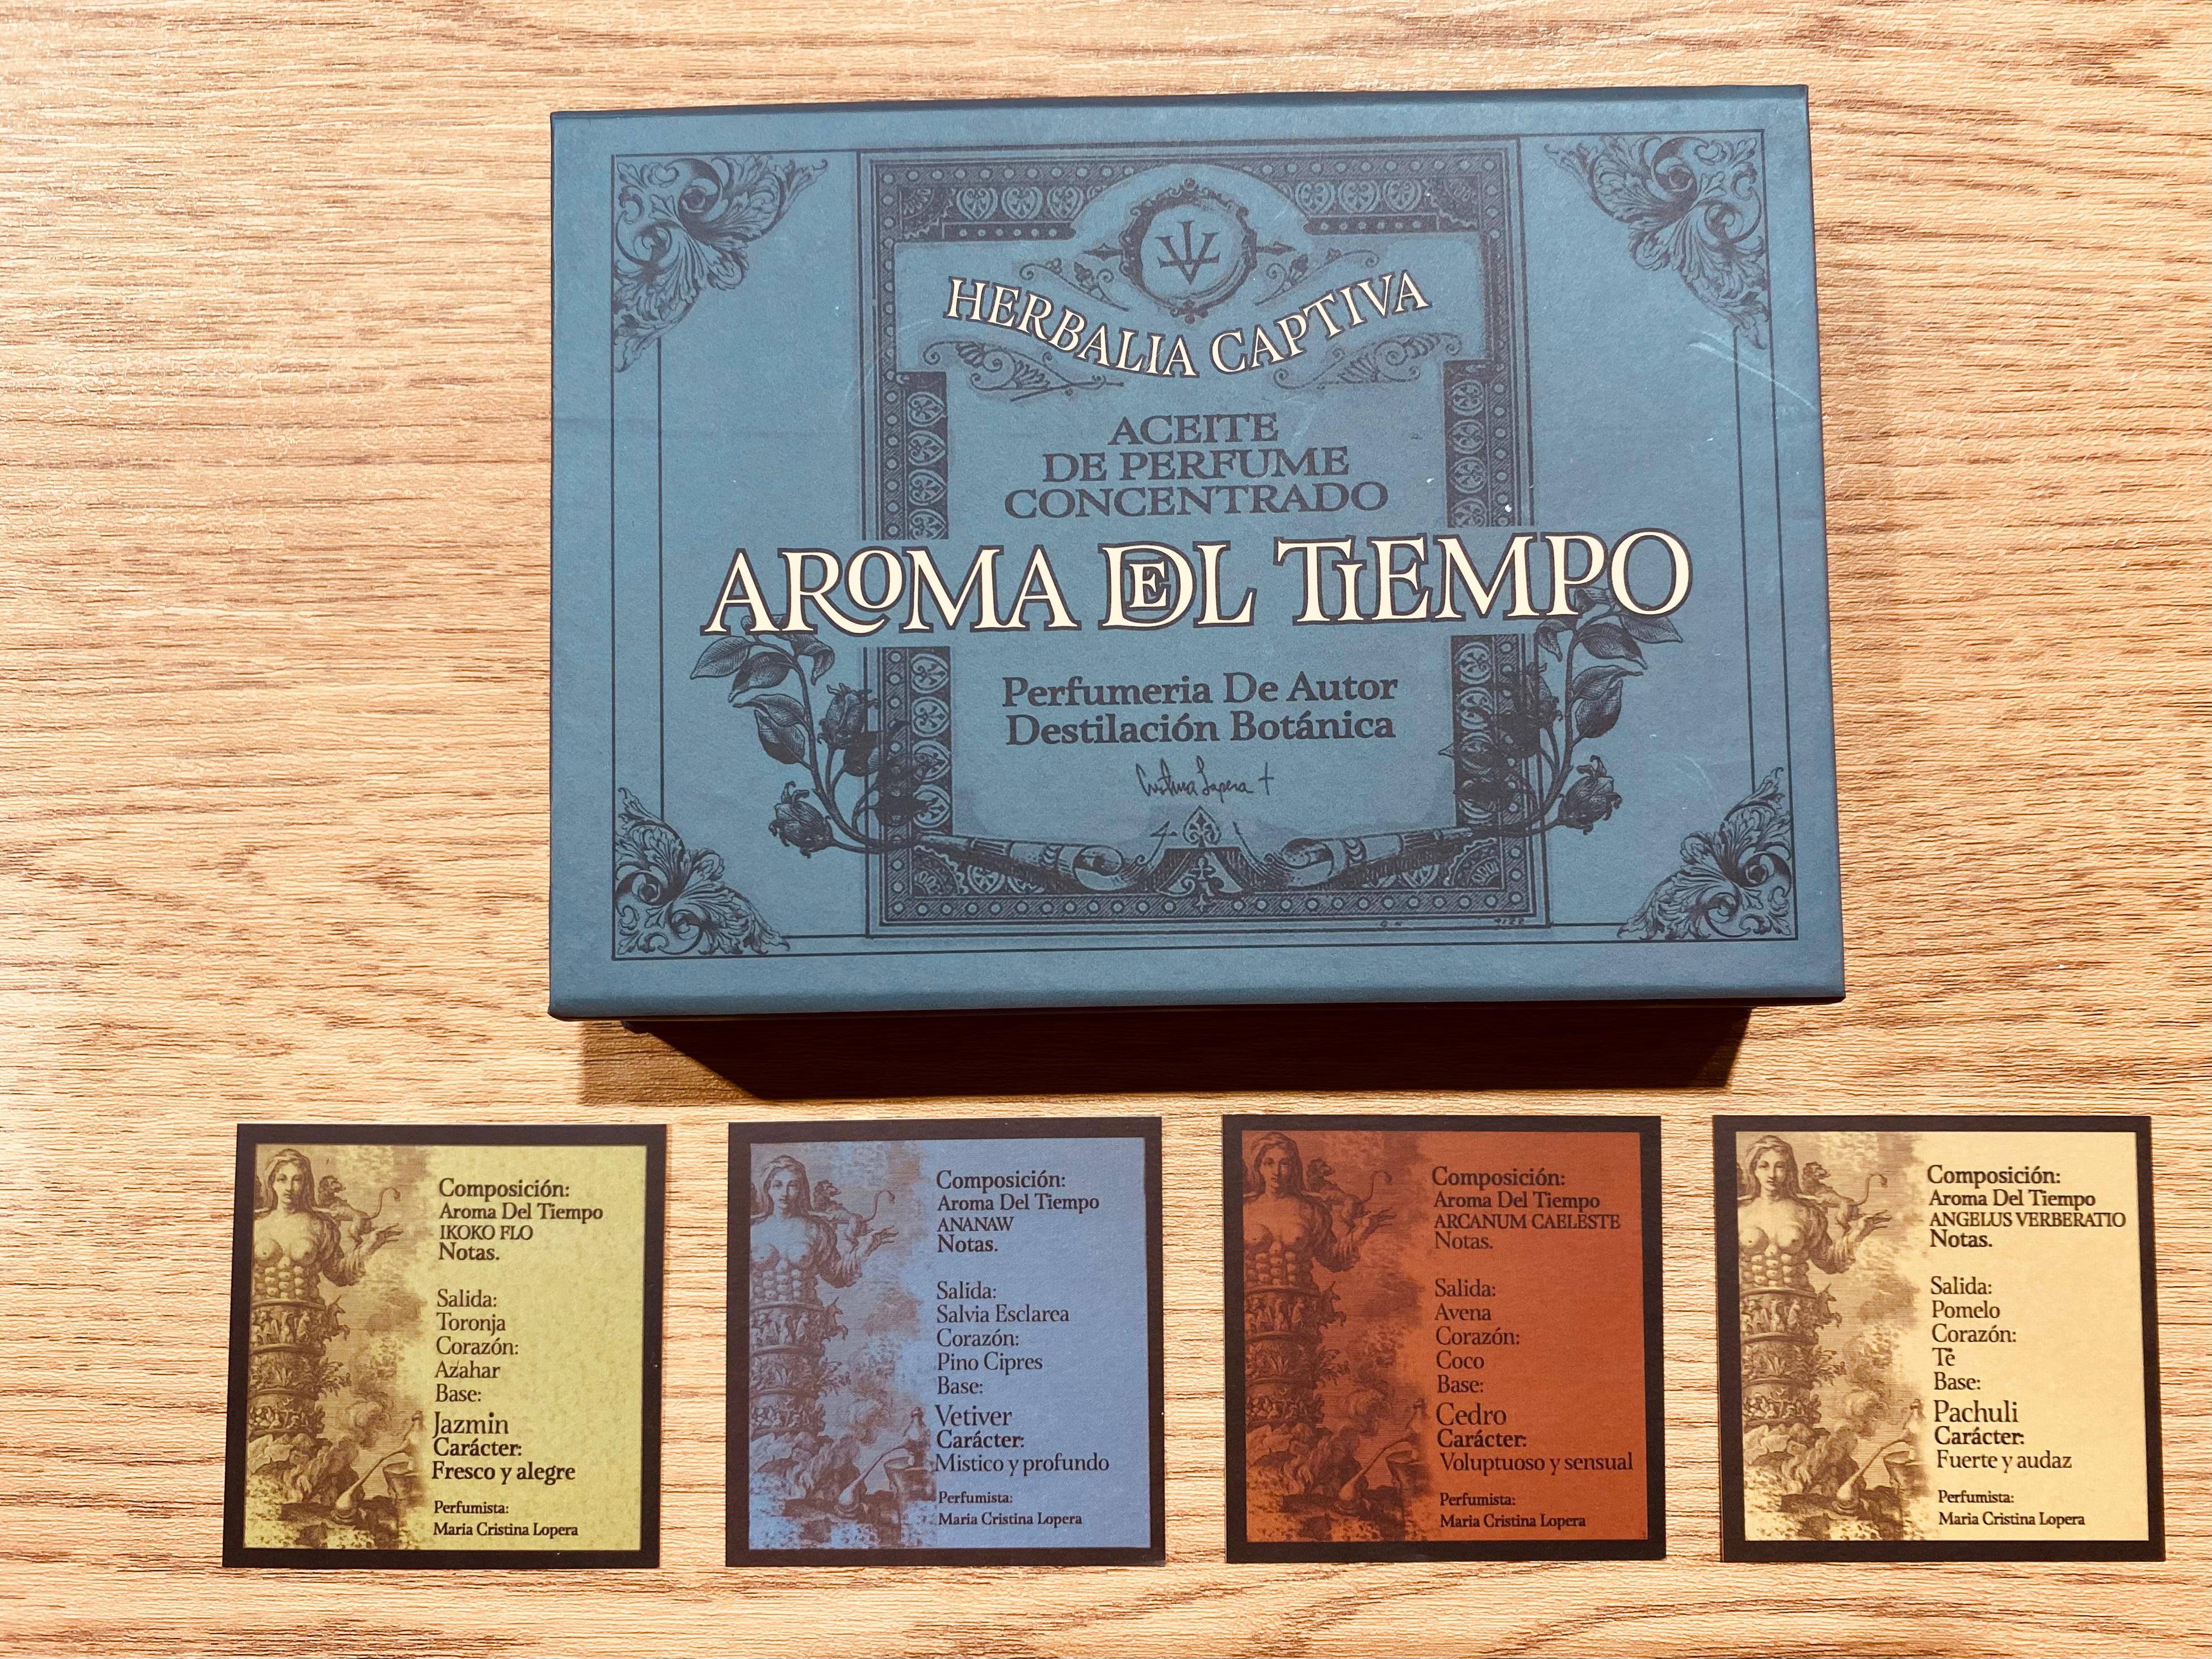 HERBALIA CAPTIVA
ACEITE
DE PERFUME
CONCENTRADO
AROMA DEL TiEMPO
Perfumeria De Autor
Destilación Botánica
Cristina Lopera
Composición:
Aroma Del Tiempo
IKOKO FLO
Notas.
Salida:
Toronja
Corazón:
Azahar
Base:
Jazmin
Carácter:
Fresco y alegre
Perfumista:
Maria Cristina Lopera
Composición:
Aroma Del Tiempo
ANANAW
Notas.
Salida:
Salvia Esclarea
Corazón:
Pino Cipres
Base:
Vetiver
Carácter:
Mistico y profundo
Perfumista:
Maria Cristina Lopera
Composición:
Aroma Del Tiempo
ARCANUM CAELESTE
Notas.
Salida:
Avena
Corazón:
Coco
Base:
Cedro
Carácter:
Voluptuoso y sensual
Perfumista:
Maria Cristina Lopera
Composición:
Aroma Del Tiempo
ANGELUS VERBERATIO
Notas.
Salida:
Pomelo
Corazón:
Té
Base:
Pachuli
Carácter:
Fuerte y audaz
Perfumista:
Maria Cristina Lopera